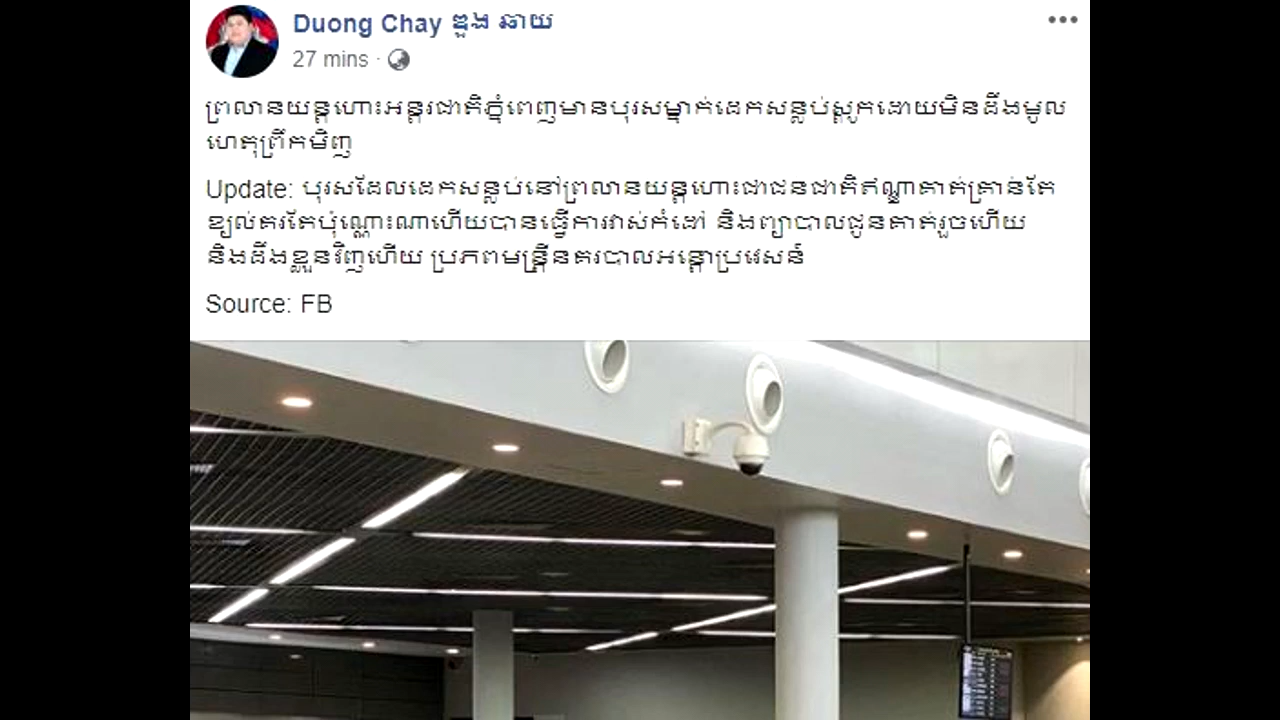 Duong Chay ឌួង ឆាយ
27 mins ·
ព្រលានយន្តហោះអន្តរជាតិភ្នំពេញមានបុរសម្នាក់ដេកសន្លប់ស្តូកដោយមិនដឹងមូល
ហេតុព្រឹកមិញ
Update: បុរសដែលដេកសន្លប់នៅព្រលានយន្តហោះជាជនជាតិឥណ្ឌាគាត់គ្រាន់តែ
ខ្យល់គរតែប៉ុណ្ណោះណាហើយបានធ្វើការវាស់កំដៅ និងព្យាបាលជូនគាត់រួចហើយ
និងដឹងខ្លួនវិញហើយ ប្រភពមន្ត្រីនគរបាលអន្តោប្រវេសន៍
Source: FB